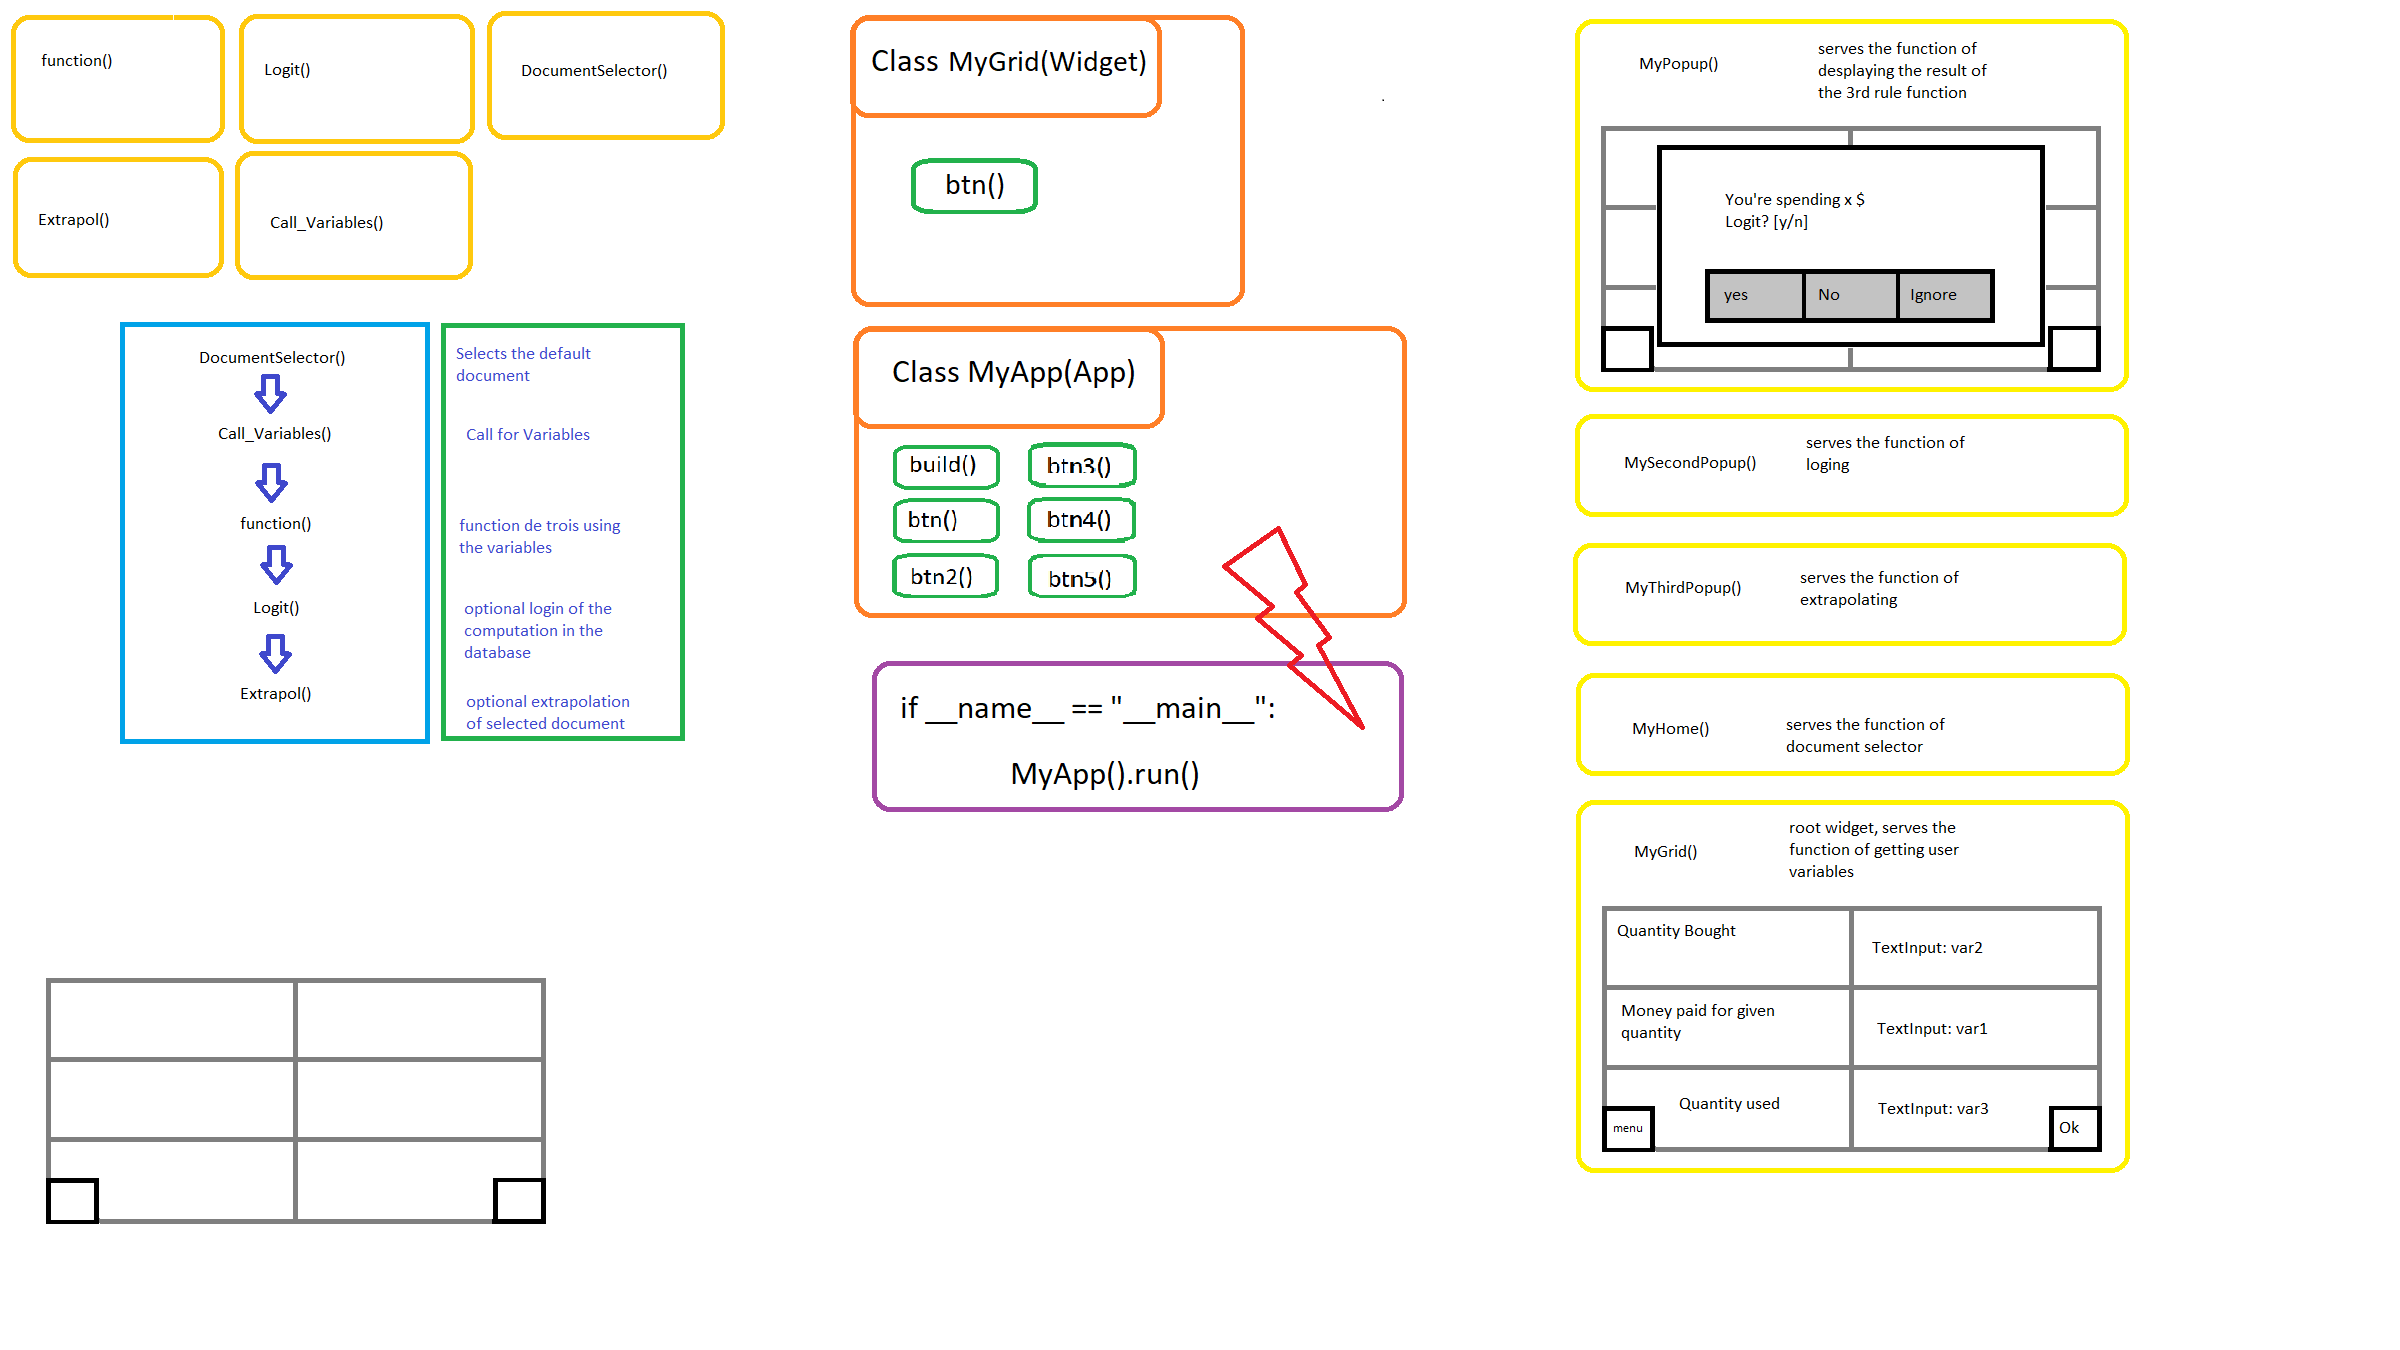 function()
Logit()
DocumentSelector()
Extrapol()
Call_Variables()
DocumentSelector()
Call_Variables()
function()
Logit()
Extrapol()
Selects the default
document
Call for Variables
function de trois using
the variables
optional login of the
computation in the
database
optional extrapolation
of selected document
Class MyGrid(Widget)
btn()
Class MyApp(App)
build()
btn3()
btn()
btn4()
btn2()
btn5()
if __name__ == "__main__":
MyApp().run()
MyPopup()
serves the function of
desplaying the result of
the 3rd rule function
You're spending x $
Logit? [y/n]
yes
No
Ignore
MySecondPopup()
serves the function of
loging
MyThirdPopup()
serves the function of
extrapolating
MyHome()
serves the function of
document selector
MyGrid()
root widget, serves the
function of getting user
variables
Quantity Bought
TextInput: var2
Money paid for given
quantity
TextInput: var1
Quantity used
TextInput: var3
menu
Ok